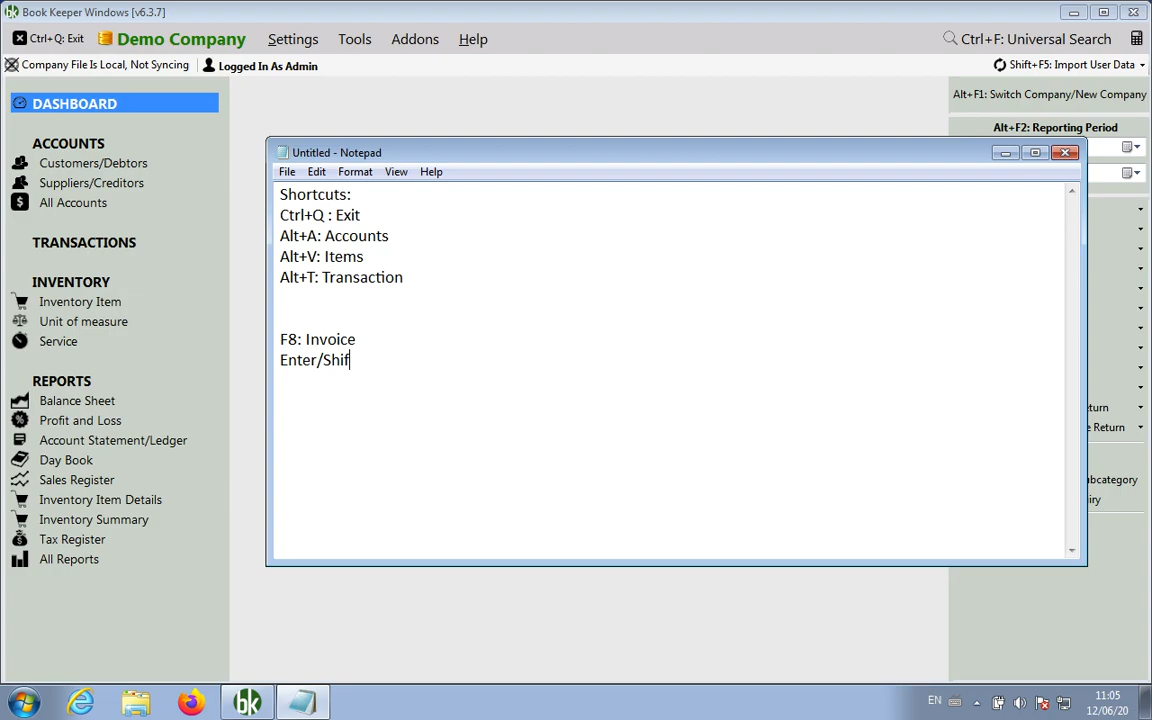 bk Book Keeper Windows [v6.3.7]
Ctrl+Q: Exit Demo Company Settings Tools Addons Help Ctrl+F: Universal Search
Company File Is Local, Not Syncing Logged In As Admin Shift+F5: Import User Data
DASHBOARD
ACCOUNTS
Customers/Debtors
Suppliers/Creditors
All Accounts
TRANSACTIONS
INVENTORY
Inventory Item
Unit of measure
Service
REPORTS
Balance Sheet
Profit and Loss
Account Statement/Ledger
Day Book
Sales Register
Inventory Item Details
Inventory Summary
Tax Register
All Reports
Untitled - Notepad
File Edit Format View Help
Shortcuts:
Ctrl+Q : Exit
Alt+A: Accounts
Alt+V: Items
Alt+T: Transaction
F8: Invoice
Enter/Shif
Alt+F1: Switch Company/New Company
Alt+F2: Reporting Period
Return
bcategory
bk
EN
11:05
12/06/20